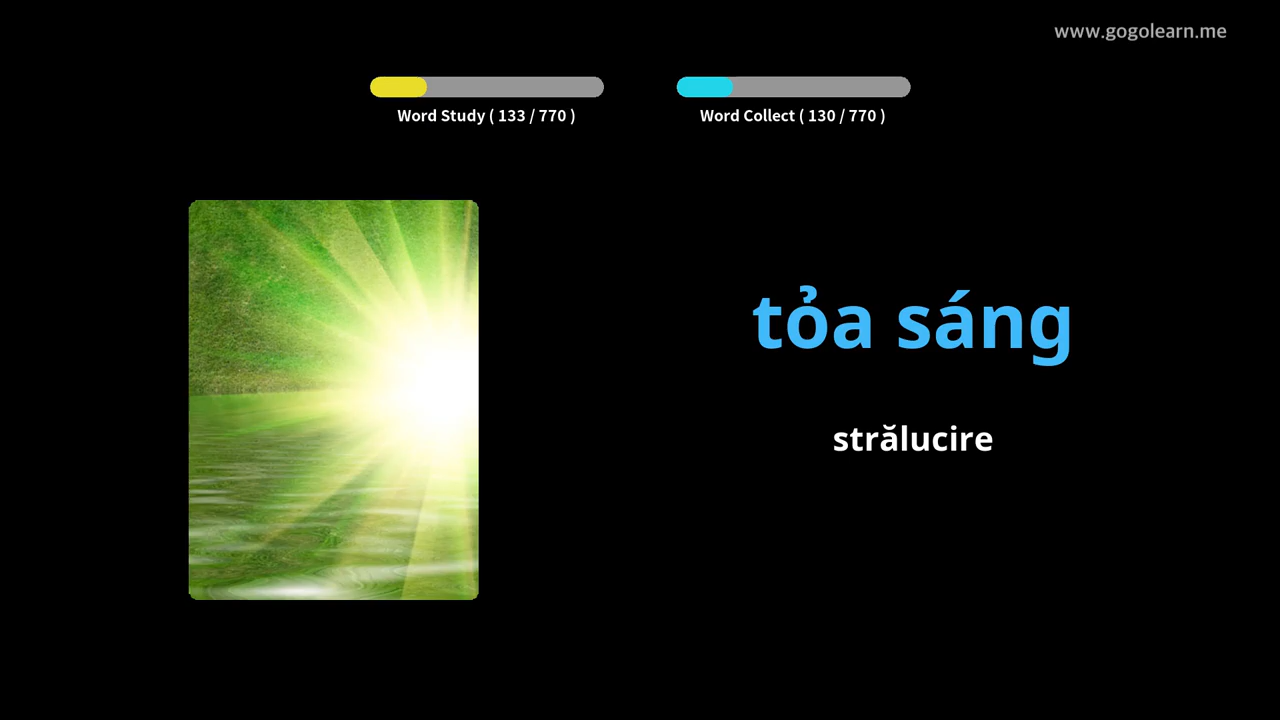 www.gogolearn.me
Word Study ( 133 / 770 )
Word Collect ( 130 / 770 )
tỏa sáng
strălucire